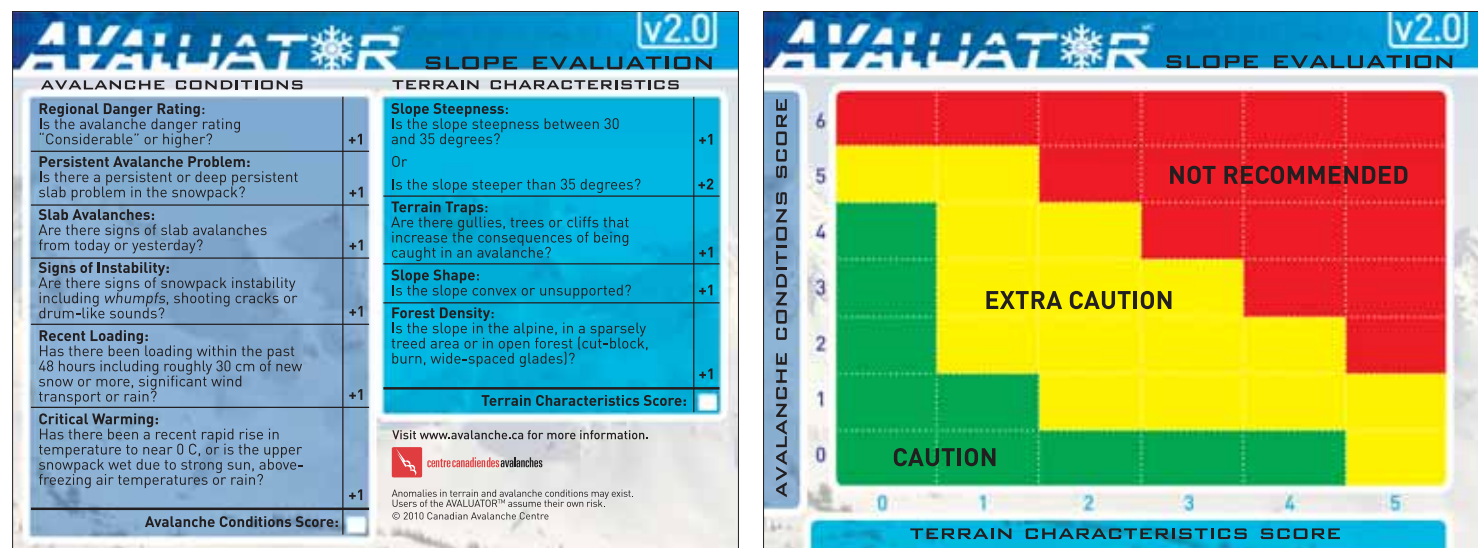 AVALUATOR
v2.0
SLOPE EVALUATION
AVALANCHE CONDITIONS
Regional Danger Rating:
Is the avalanche danger rating
“Considerable” or higher?
+1
Persistent Avalanche Problem:
Is there a persistent or deep persistent
slab problem in the snowpack?
+1
Slab Avalanches:
Are there signs of slab avalanches
from today or yesterday?
+1
Signs of Instability:
Are there signs of snowpack instability
including whumpfs, shooting cracks or
drum-like sounds?
+1
Recent Loading:
Has there been loading within the past
48 hours including roughly 30 cm of new
snow or more, significant wind
transport or rain?
+1
Critical Warming:
Has there been a recent rapid rise in
temperature to near 0 C, or is the upper
snowpack wet due to strong sun, above-
freezing air temperatures or rain?
+1
Avalanche Conditions Score:
TERRAIN CHARACTERISTICS
Slope Steepness:
Is the slope steepness between 30
and 35 degrees?
+1
Or
Is the slope steeper than 35 degrees?
+2
Terrain Traps:
Are there gullies, trees or cliffs that
increase the consequences of being
caught in an avalanche?
+1
Slope Shape:
Is the slope convex or unsupported?
+1
Forest Density:
Is the slope in the alpine, in a sparsely
treed area or in open forest (cut-block,
burn, wide-spaced glades)?
+1
Terrain Characteristics Score:
Visit www.avalanche.ca for more information.
centre canadien des avalanches
Anomalies in terrain and avalanche conditions may exist.
Users of the AVALUATOR™ assume their own risk.
© 2010 Canadian Avalanche Centre
AVALUATOR
v2.0
SLOPE EVALUATION
AVALANCHE CONDITIONS SCORE
6
5
4
3
2
1
0
NOT RECOMMENDED
EXTRA CAUTION
CAUTION
0 1 2 3 4 5
TERRAIN CHARACTERISTICS SCORE